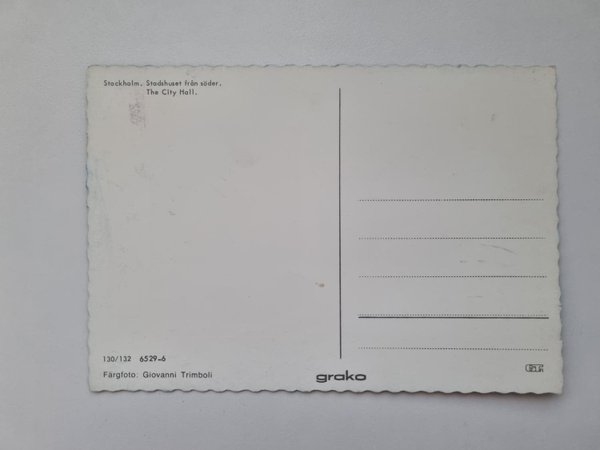 Stockholm. Stadshuset från söder.
The City Hall.
130/132 6529-6
Färgfoto: Giovanni Trimboli
grako